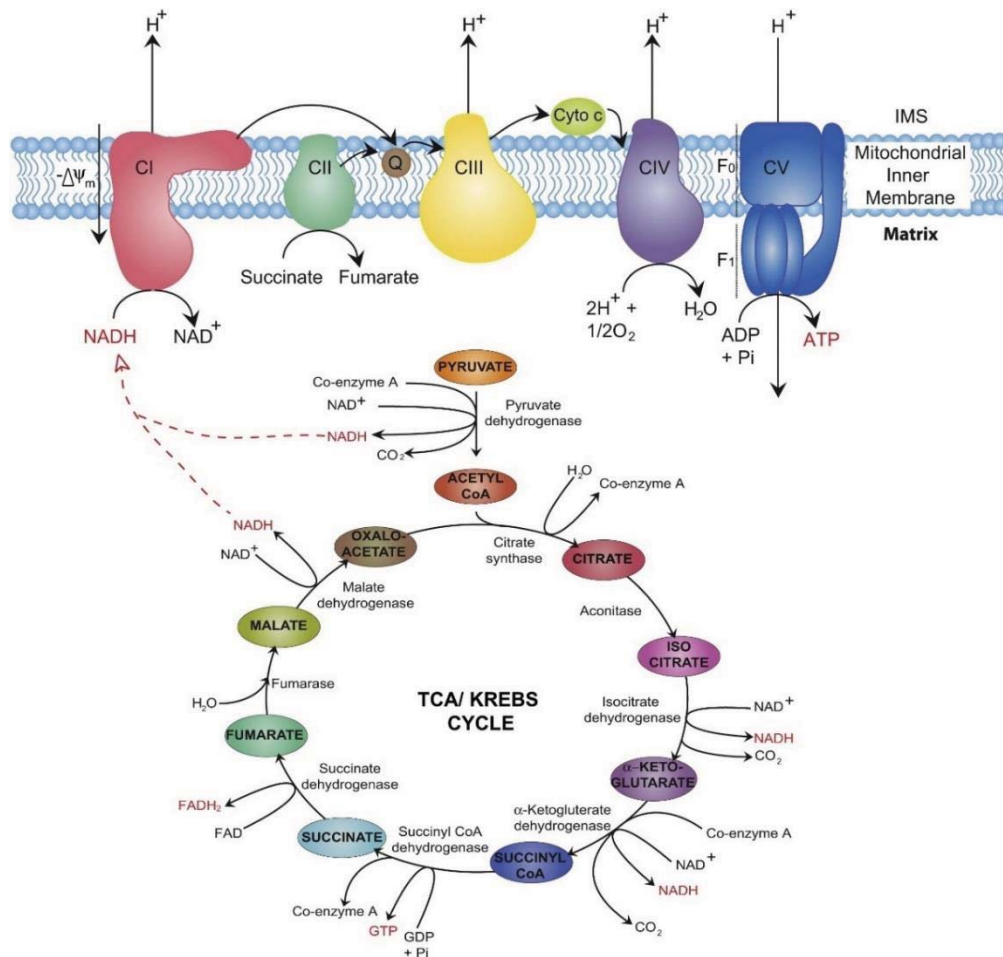 H+
H+
H+
H+
Cyto c
IMS
CI
CII
Q
CIII
CIV
F0
CV
Mitochondrial
Inner
Membrane
-ΔΨm
Matrix
F1
Succinate
Fumarate
2H+ +
1/2O2
H2O
NADH
NAD+
ADP
+ Pi
ATP
PYRUVATE
Co-enzyme A
NAD+
Pyruvate
dehydrogenase
NADH
CO2
ACETYL
CoA
H2O
Co-enzyme A
NADH
NAD+
OXALO-
ACETATE
Citrate
synthase
CITRATE
Malate
dehydrogenase
Aconitase
MALATE
ISO
CITRATE
H2O
Fumarase
TCA/ KREBS
CYCLE
Isocitrate
dehydrogenase
NAD+
NADH
CO2
FUMARATE
α-KETO-
GLUTARATE
Succinate
dehydrogenase
FADH2
FAD
SUCCINATE
Succinyl CoA
dehydrogenase
α-Ketogluterate
dehydrogenase
Co-enzyme A
SUCCINYL
CoA
NAD+
NADH
CO2
Co-enzyme A
GTP
GDP
+ Pi